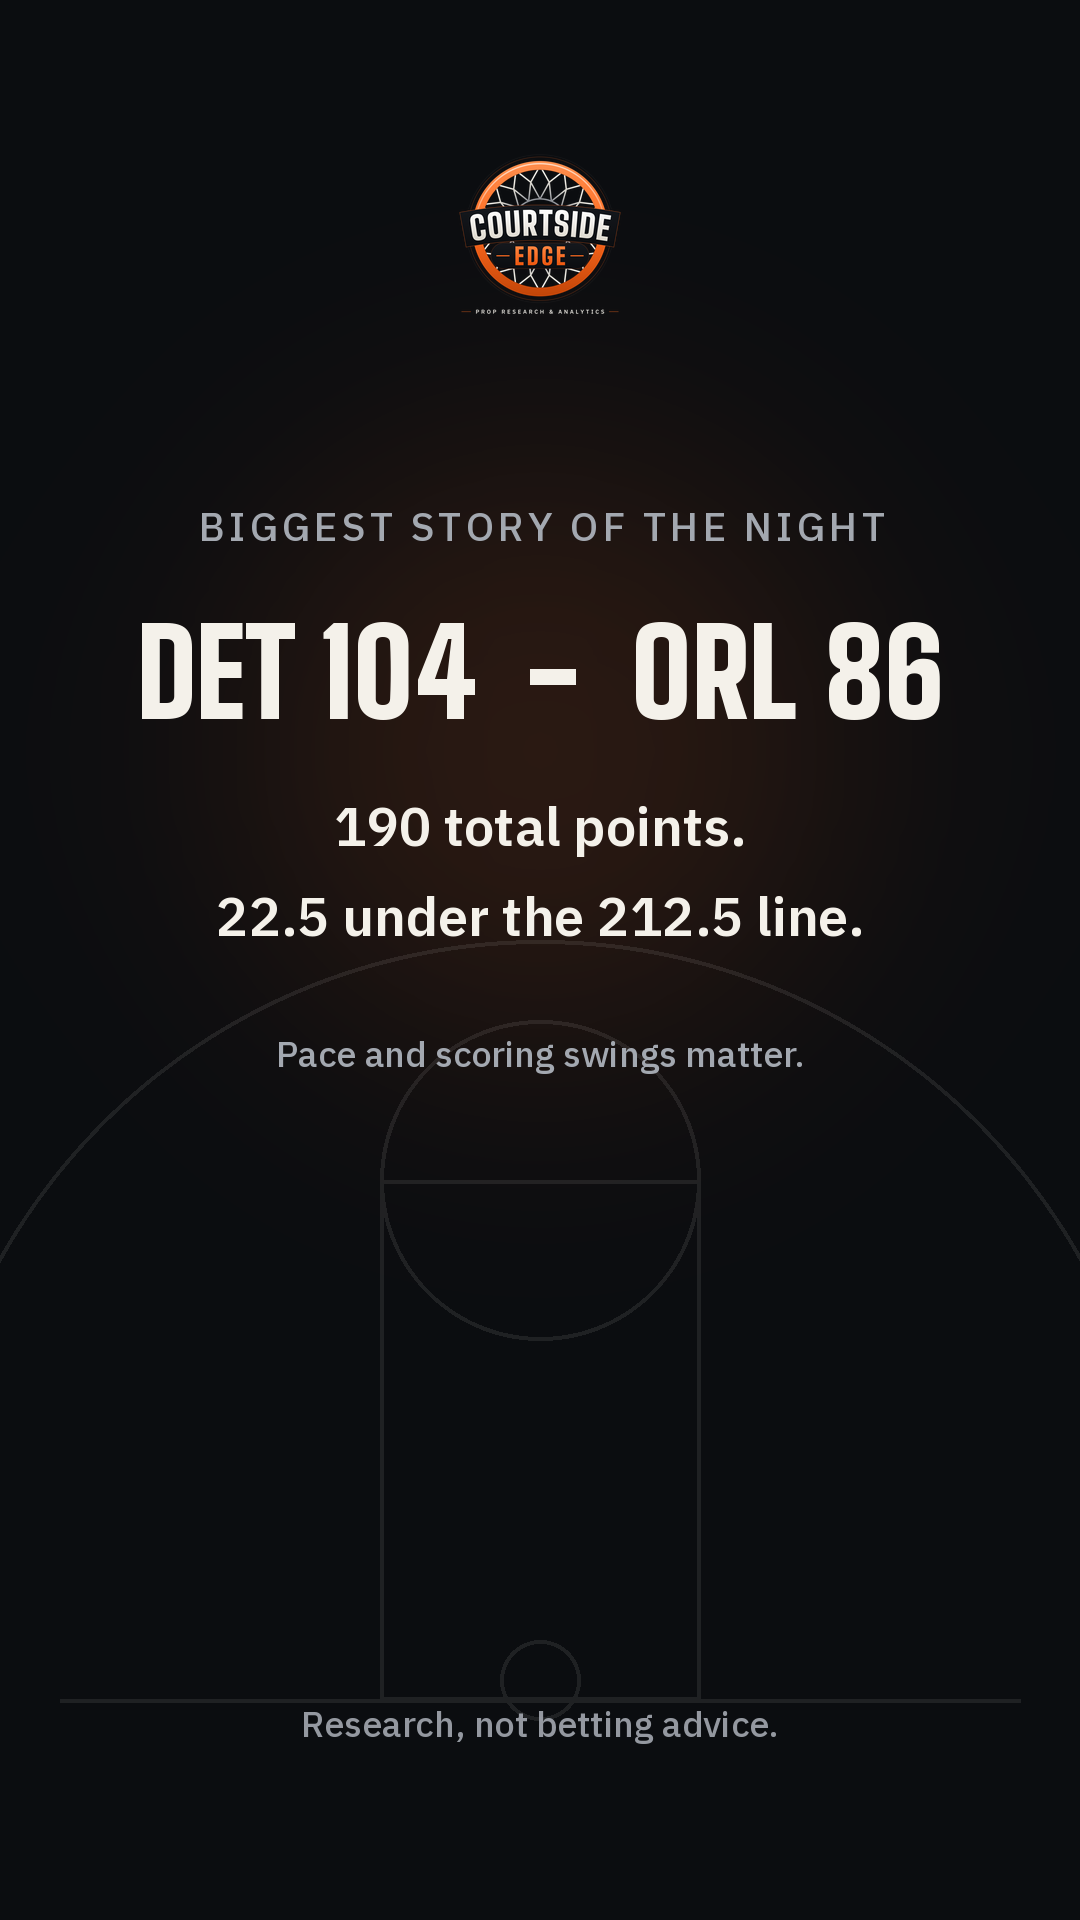 COURTSIDE
EDGE
PROP RESEARCH & ANALYTICS
BIGGEST STORY OF THE NIGHT
DET 104 – ORL 86
190 total points.
22.5 under the 212.5 line.
Pace and scoring swings matter.
Research, not betting advice.